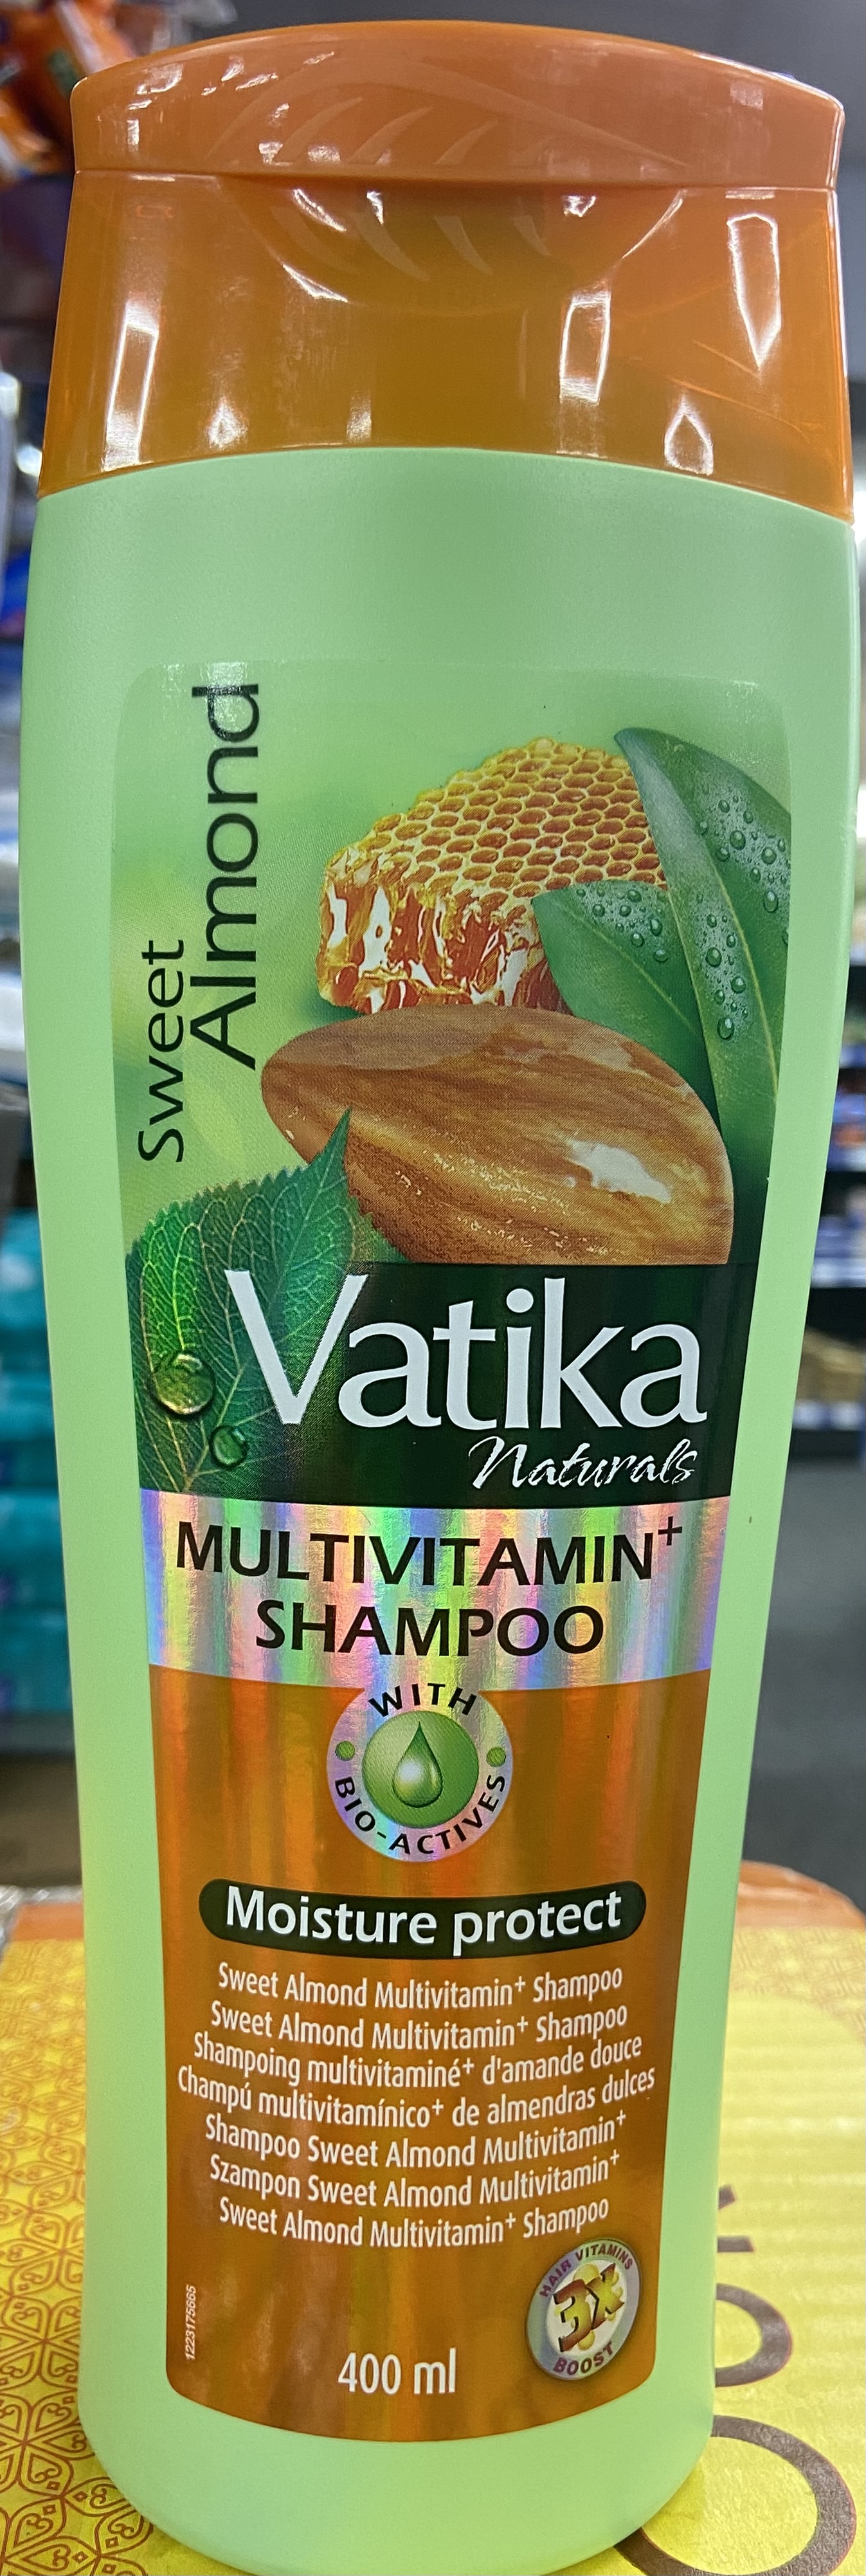 Sweet
Almond
Vatika
Naturals
MULTIVITAMIN+
SHAMPOO
WITH
BIO-ACTIVES
Moisture protect
Sweet Almond Multivitamin+ Shampoo
Sweet Almond Multivitamin+ Shampoo
Shampoing multivitaminé+ d'amande douce
Champú multivitamínico+ de almendras dulces
Shampoo Sweet Almond Multivitamin+
Szampon Sweet Almond Multivitamin+
Sweet Almond Multivitamin+ Shampoo
HAIR VITAMINS
3x
BOOST
1223175665
400 ml